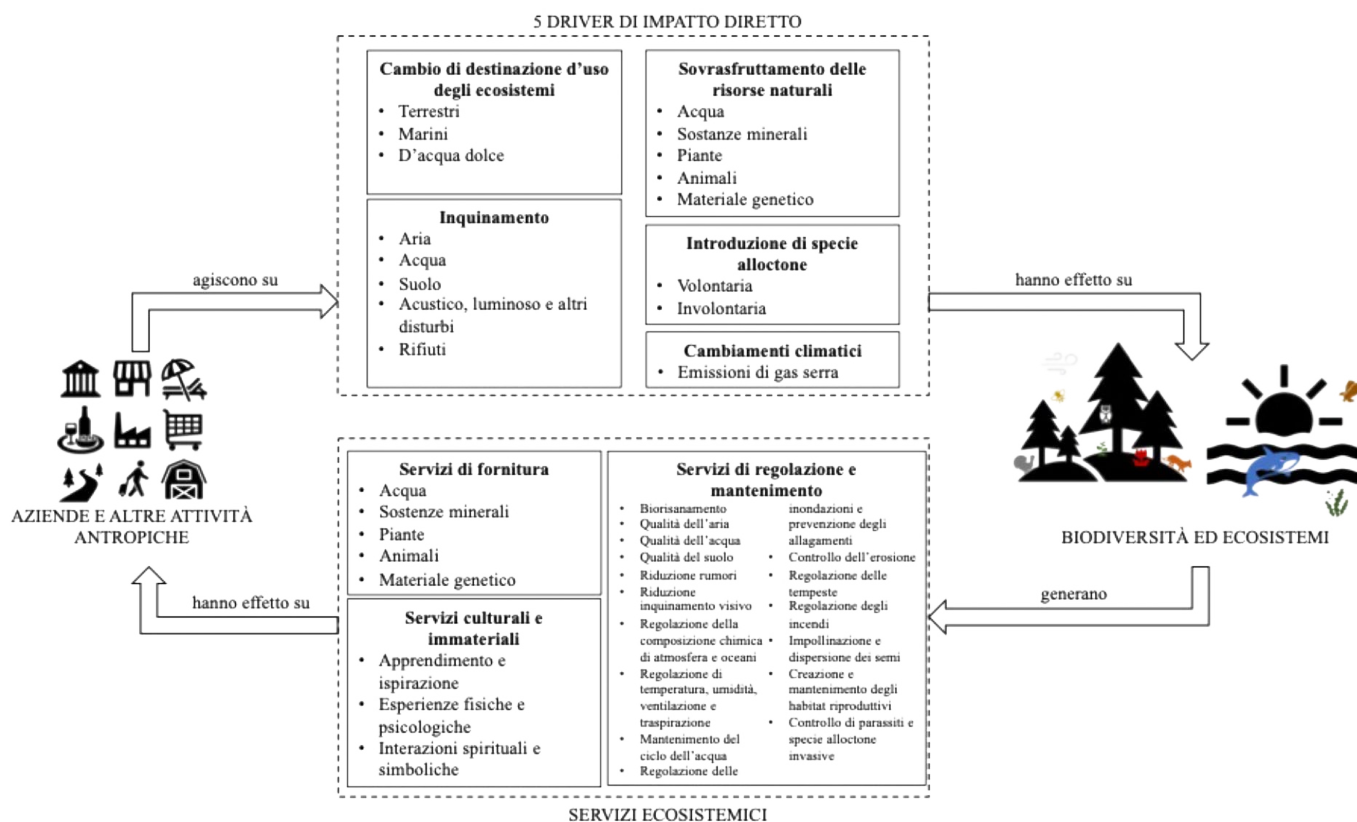 5 DRIVER DI IMPATTO DIRETTO
Cambio di destinazione d'uso
degli ecosistemi
• Terrestri
• Marini
• D'acqua dolce
Inquinamento
• Aria
• Acqua
• Suolo
• Acustico, luminoso e altri
disturbi
• Rifiuti
Sovrasfruttamento delle
risorse naturali
• Acqua
• Sostanze minerali
• Piante
• Animali
• Materiale genetico
Introduzione di specie
alloctone
• Volontaria
• Involontaria
Cambiamenti climatici
• Emissioni di gas serra
agiscono su
hanno effetto su
AZIENDE E ALTRE ATTIVITÀ
ANTROPICHE
BIODIVERSITÀ ED ECOSISTEMI
hanno effetto su
generano
Servizi di fornitura
• Acqua
• Sostenze minerali
• Piante
• Animali
• Materiale genetico
Servizi culturali e
immateriali
• Apprendimento e
ispirazione
• Esperienze fisiche e
psicologiche
• Interazioni spirituali e
simboliche
Servizi di regolazione e
mantenimento
• Biorisanamento
• Qualità dell'aria
• Qualità dell'acqua
• Qualità del suolo
• Riduzione rumori
• Riduzione
inquinamento visivo
• Regolazione della
composizione chimica
di atmosfera e oceani
• Regolazione di
temperatura, umidità,
ventilazione e
traspirazione
• Mantenimento del
ciclo dell'acqua
• Regolazione delle
inondazioni e
prevenzione degli
allagamenti
• Controllo dell'erosione
• Regolazione delle
tempeste
• Regolazione degli
incendi
• Impollinazione e
dispersione dei semi
• Creazione e
mantenimento degli
habitat riproduttivi
• Controllo di parassiti e
specie alloctone
invasive
SERVIZI ECOSISTEMICI